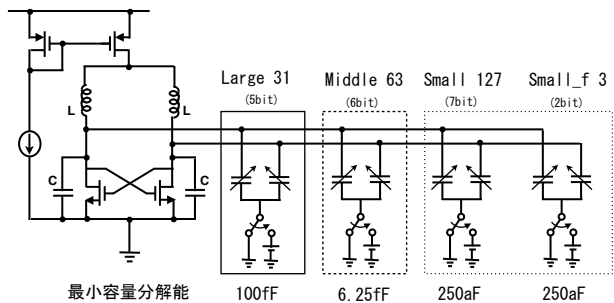 Large 31
(5bit)
Middle 63
(6bit)
Small 127
(7bit)
Small_f 3
(2bit)
L
L
C
C
最小容量分解能
100fF
6.25fF
250aF
250aF